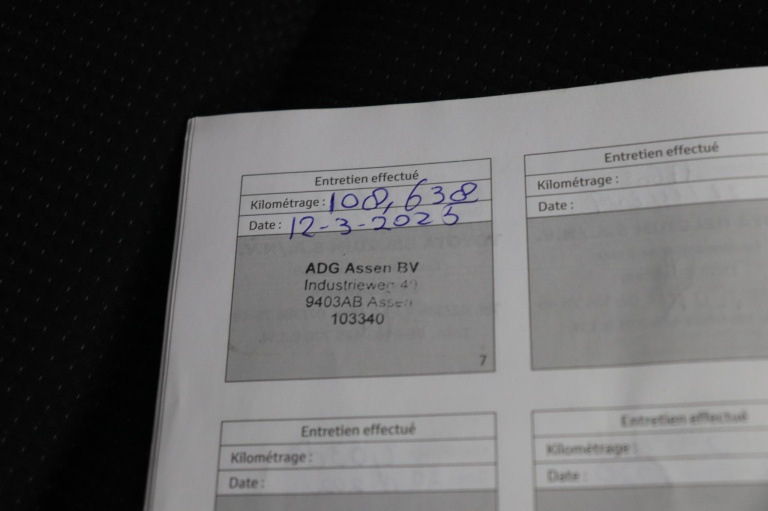 Entretien effectué
Kilométrage : 108,638
Date : 12-3-2025
ADG Assen BV
Industrieweg
9403AB Assen
103340
7
Entretien effectué
Kilométrage :
Date :
Entretien effectué
Kilométrage :
Date :
Entretien effectué
Kilométrage :
Date :